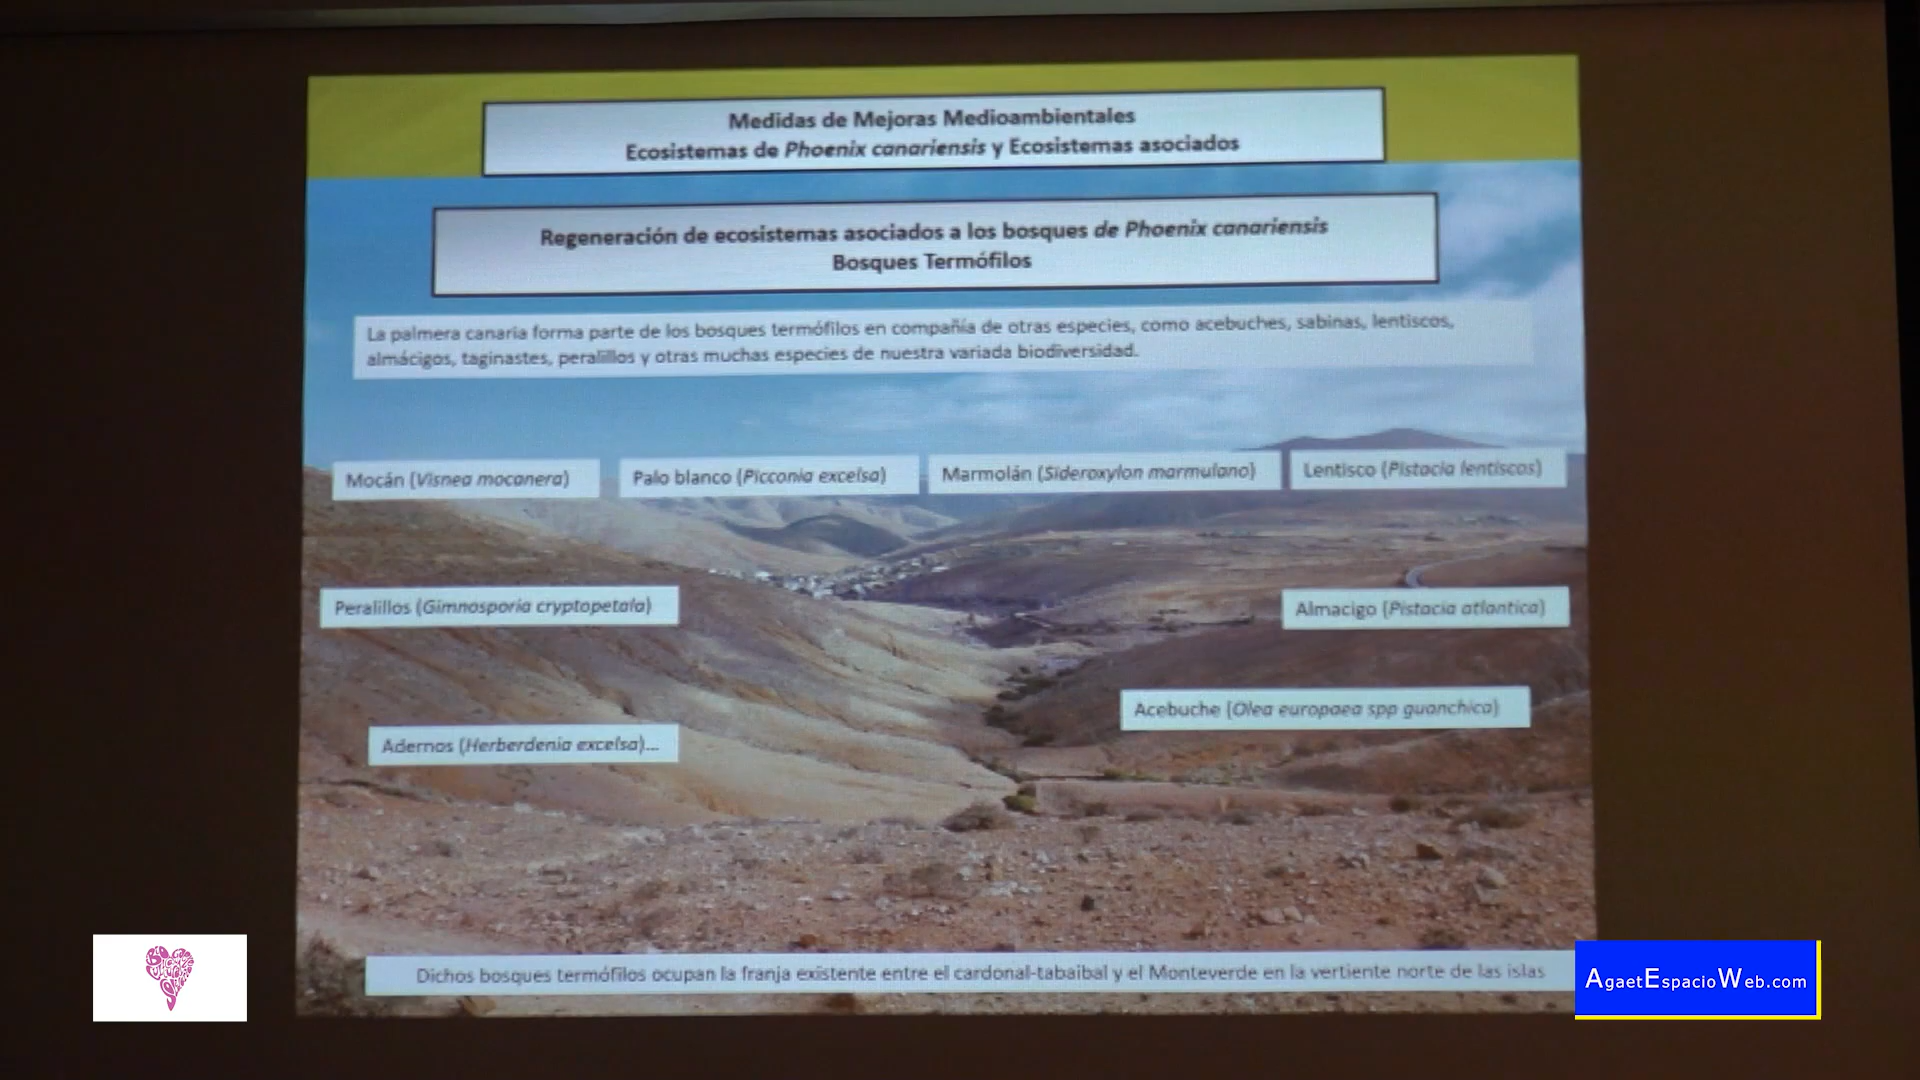 Medidas de Mejoras Medioambientales
Ecosistemas de Phoenix canariensis y Ecosistemas asociados
Regeneración de ecosistemas asociados a los bosques de Phoenix canariensis
Bosques Termófilos
La palmera canaria forma parte de los bosques termófilos en compañía de otras especies, como acebuches, sabinas, lentiscos,
almácigos, taginastes, peralillos y otras muchas especies de nuestra variada biodiversidad.
Mocán (Visnea mocanera)
Palo blanco (Picconia excelsa)
Marmolán (Sideroxylon marmulano)
Lentisco (Pistacia lentiscos)
Peralillos (Gimnosporia cryptopetala)
Almacigo (Pistacia atlantica)
Acebuche (Olea europaea spp guanchica)
Adernos (Herberdenia excelsa)...
Dichos bosques termófilos ocupan la franja existente entre el cardonal-tabaibal y el Monteverde en la vertiente norte de las islas
AgaetEspacioWeb.com